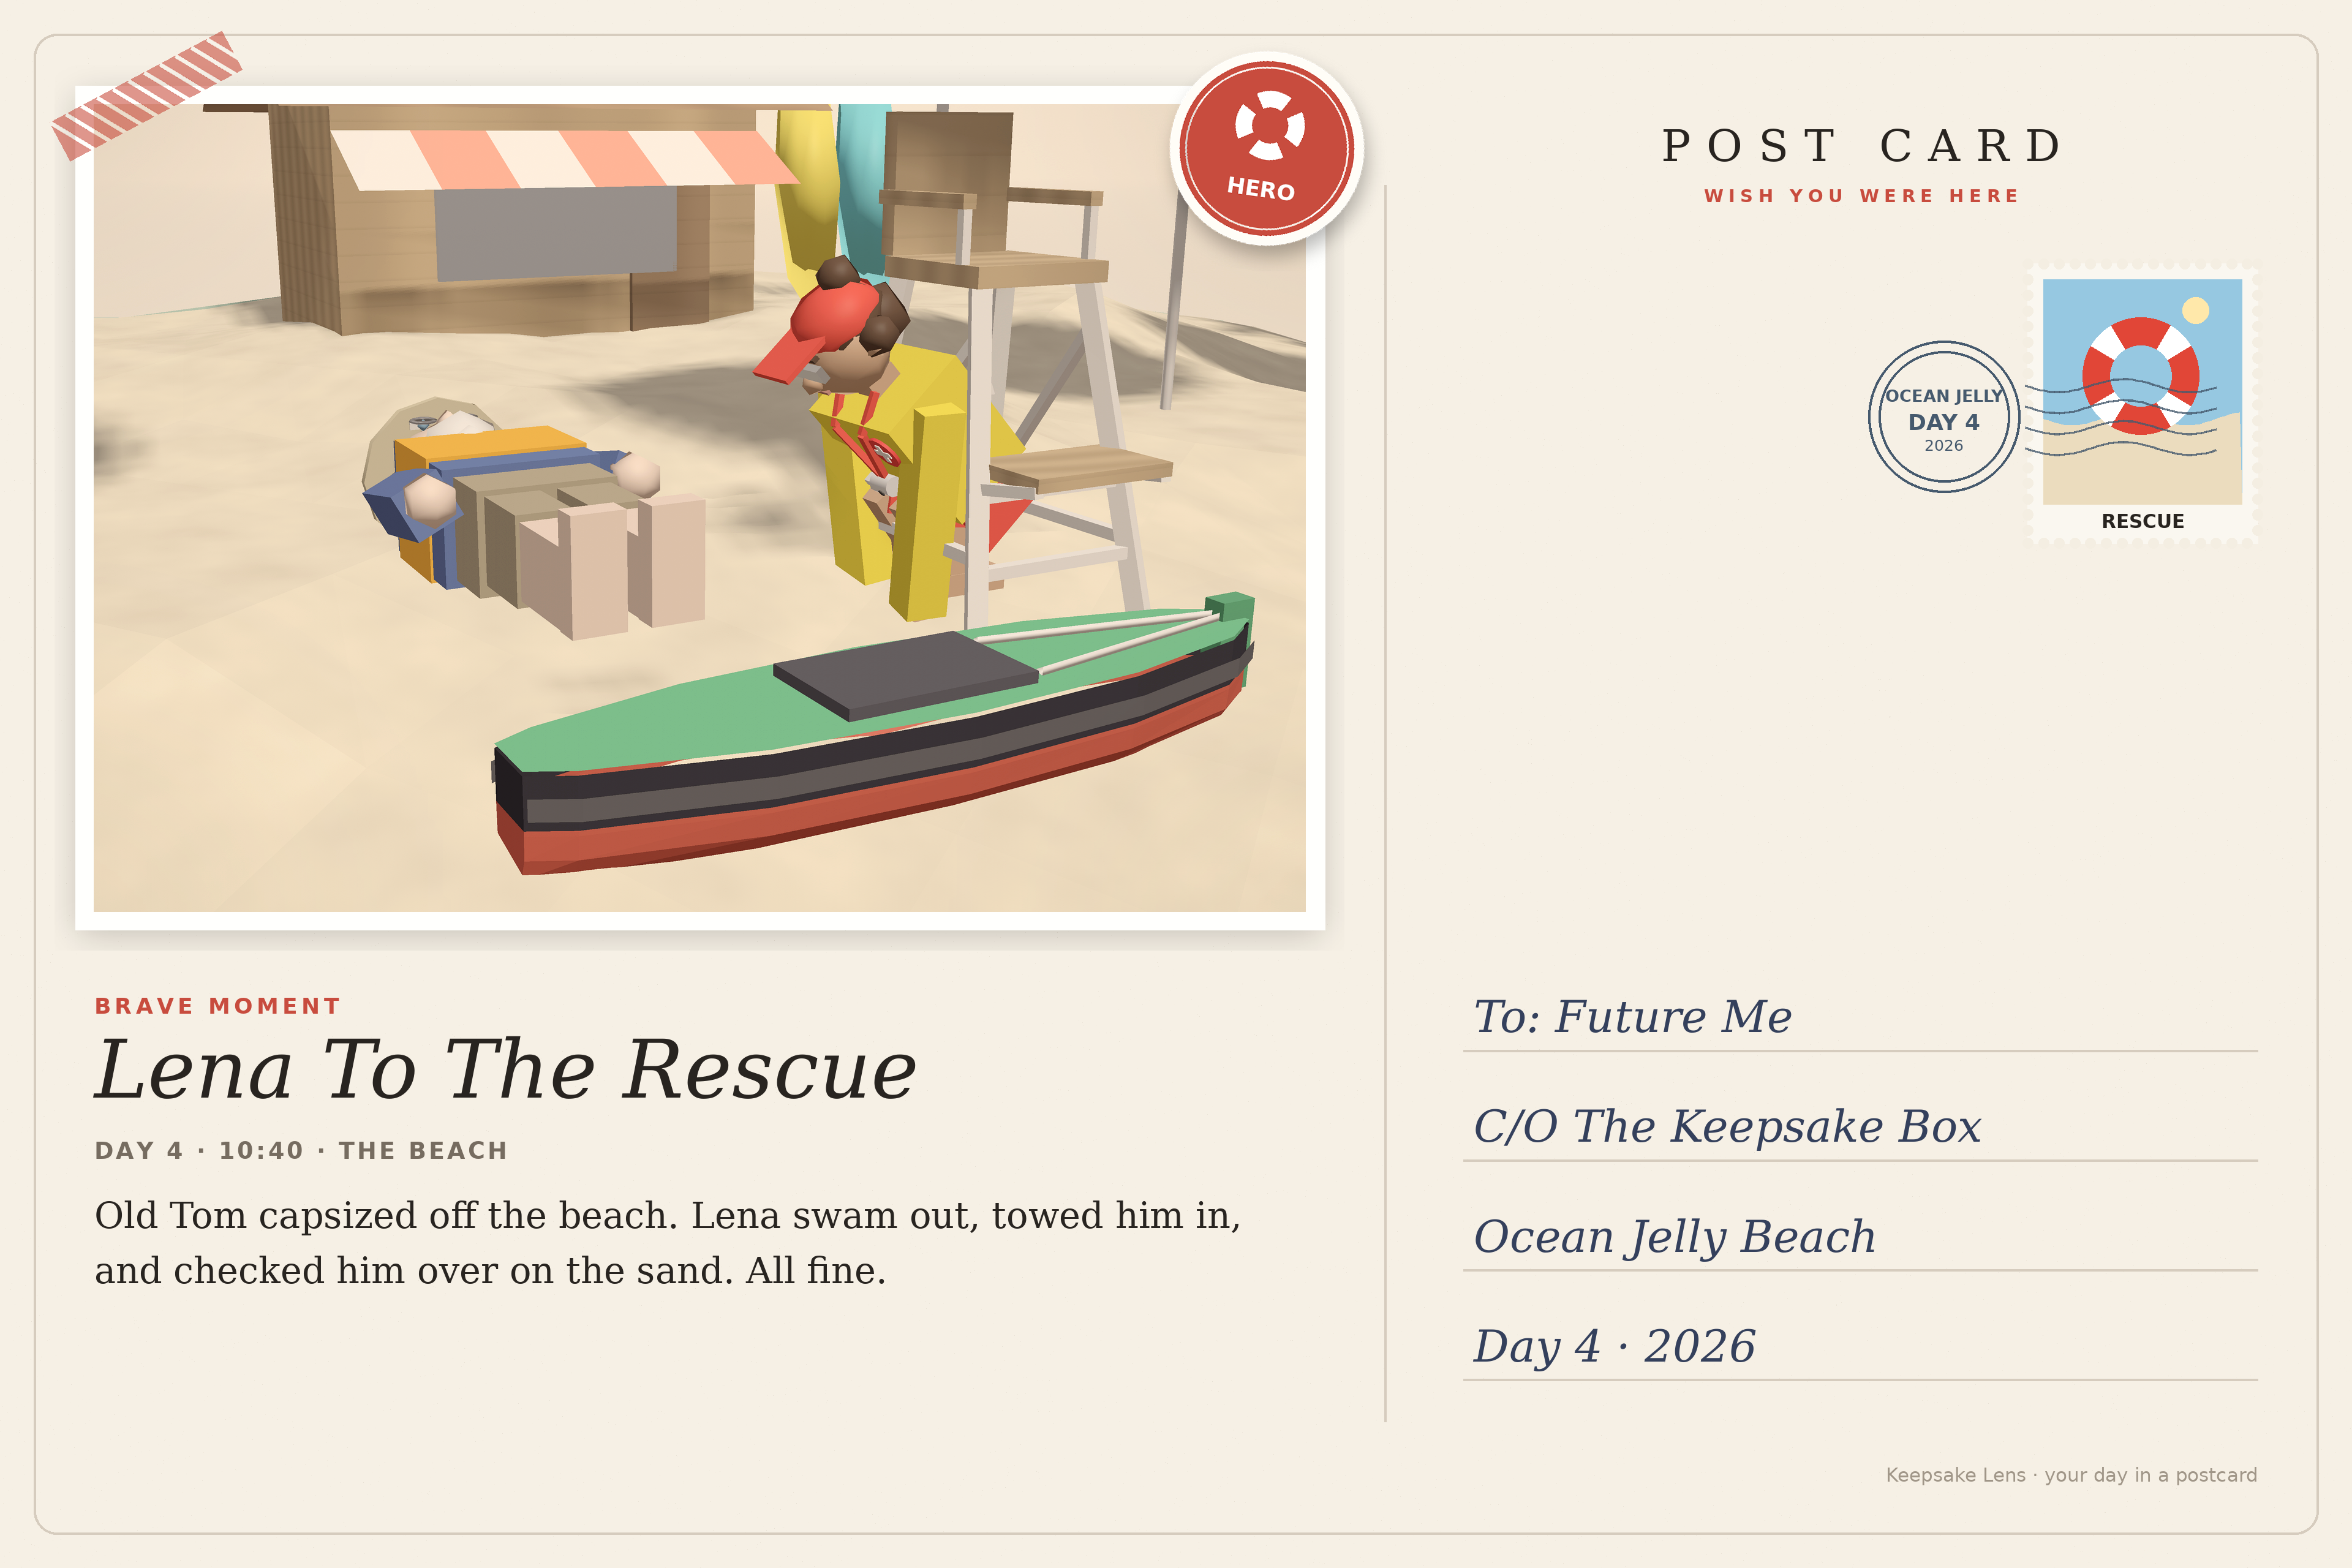 HERO
BRAVE MOMENT
Lena To The Rescue
DAY 4 · 10:40 · THE BEACH
Old Tom capsized off the beach. Lena swam out, towed him in,
and checked him over on the sand. All fine.
POST CARD
WISH YOU WERE HERE
OCEAN JELLY
DAY 4
2026
RESCUE
To: Future Me
C/O The Keepsake Box
Ocean Jelly Beach
Day 4 · 2026
Keepsake Lens · your day in a postcard